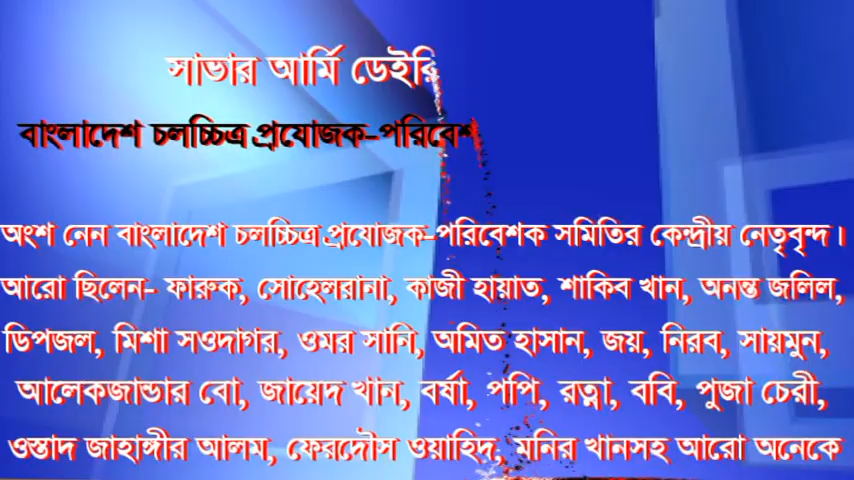 সাভার আর্মি ডেইরি
বাংলাদেশ চলচ্চিত্র প্রযোজক-পরিবেশ
অংশ নেন বাংলাদেশ চলচ্চিত্র প্রযোজক-পরিবেশক সমিতির কেন্দ্রীয় নেতৃবৃন্দ।
আরো ছিলেন- ফারুক, সোহেলরানা, কাজী হায়াত, শাকিব খান, অনন্ত জলিল,
ডিপজল, মিশা সওদাগর, ওমর সানি, অমিত হাসান, জয়, নিরব, সায়মুন,
আলেকজান্ডার বো, জায়েদ খান, বর্ষা, পপি, রত্না, ববি, পুজা চেরী,
ওস্তাদ জাহাঙ্গীর আলম, ফেরদৌস ওয়াহিদ, মনির খানসহ আরো অনেকে